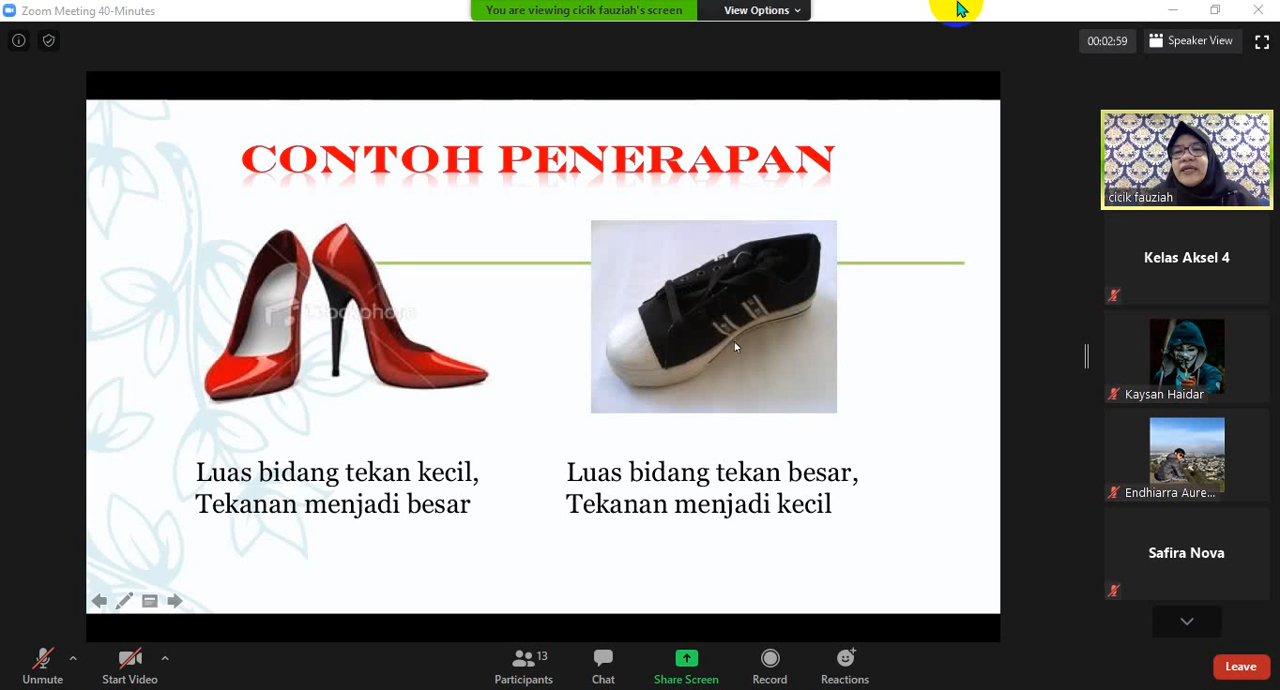 Zoom Meeting 40-Minutes
You are viewing cicik fauziah's screen
View Options
00:02:59
Speaker View
CONTOH PENERAPAN
Luas bidang tekan kecil,
Tekanan menjadi besar
Luas bidang tekan besar,
Tekanan menjadi kecil
cicik fauziah
Kelas Aksel 4
Kaysan Haidar
Endhiarra Aure...
Safira Nova
Unmute
Start Video
Participants
13
Chat
Share Screen
Record
Reactions
Leave